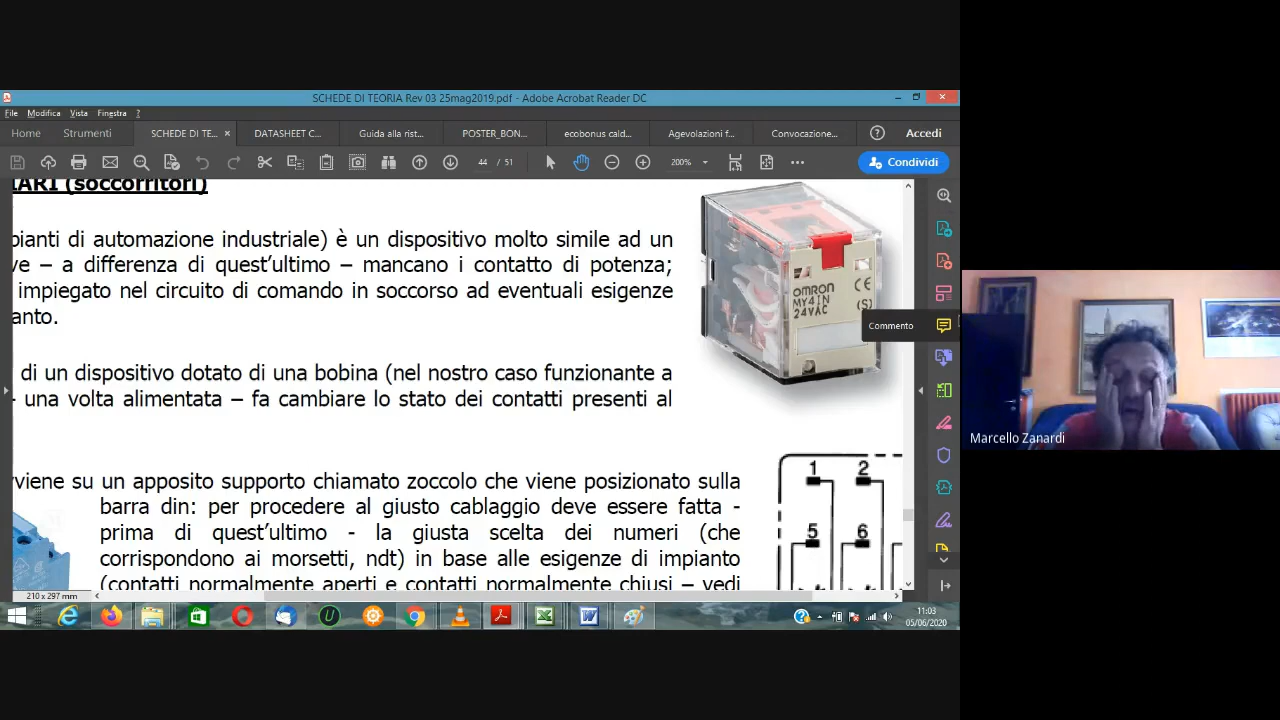 SCHEDE DI TEORIA Rev 03 25mag2019.pdf - Adobe Acrobat Reader DC
File Modifica Vista Finestra ?
Home Strumenti SCHEDE DI TE... × DATASHEET C... Guida alla rist... POSTER_BON... ecobonus cald... Agevolazioni f... Convocazione... Accedi
44 / 51 200% Condividi
IARI (soccorritori)
pianti di automazione industriale) è un dispositivo molto simile ad un
ve – a differenza di quest'ultimo – mancano i contatto di potenza;
impiegato nel circuito di comando in soccorso ad eventuali esigenze
anto.
OMRON
MY4IN
24VAC
CE
(S)
Commento
di un dispositivo dotato di una bobina (nel nostro caso funzionante a
- una volta alimentata – fa cambiare lo stato dei contatti presenti al
vviene su un apposito supporto chiamato zoccolo che viene posizionato sulla
barra din: per procedere al giusto cablaggio deve essere fatta -
prima di quest'ultimo - la giusta scelta dei numeri (che
corrispondono ai morsetti, ndt) in base alle esigenze di impianto
(contatti normalmente aperti e contatti normalmente chiusi – vedi
1 2
5 6
210 x 297 mm
11:03
05/06/2020
Marcello Zanardi